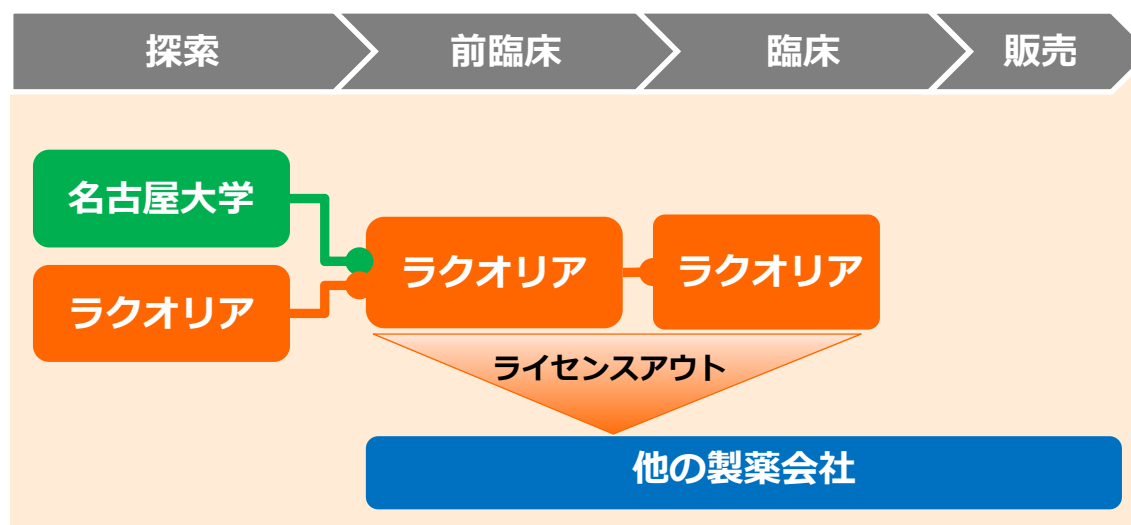 探索
前臨床
臨床
販売
名古屋大学
ラクオリア
ラクオリア
ラクオリア
ライセンスアウト
他の製薬会社